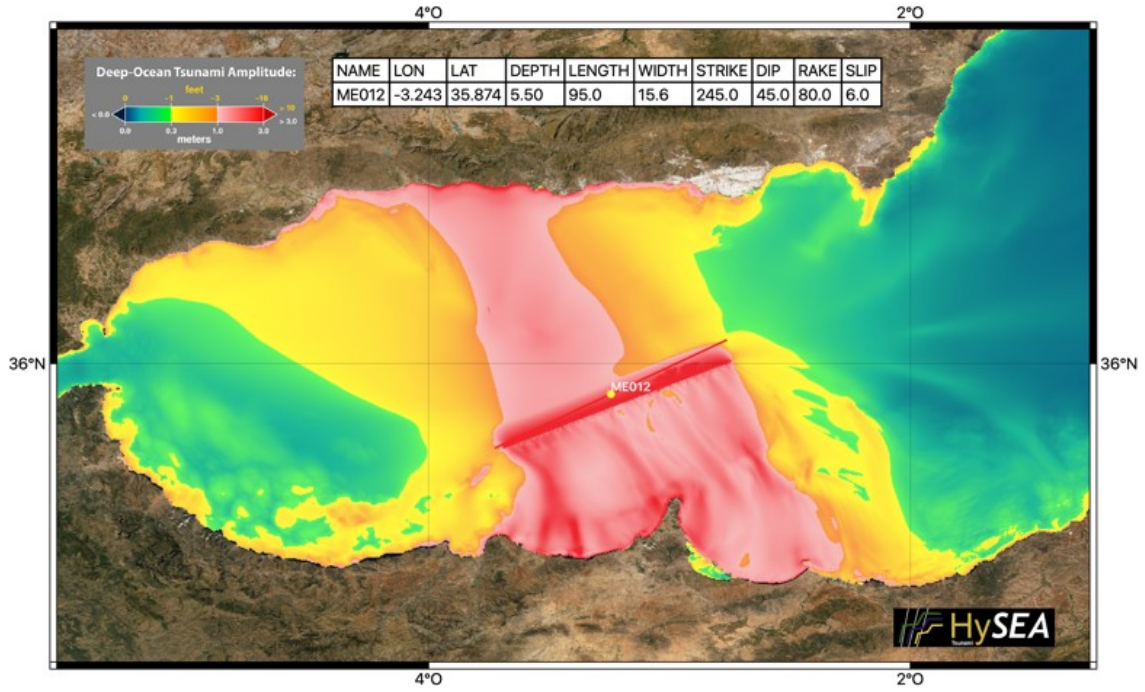 4°O 2°O
Deep-Ocean Tsunami Amplitude:
feet
0 ~1 ~3 ~10
< 0.0 > 10
> 3.0
0.0 0.3 1.0 3.0
meters
NAME LON LAT DEPTH LENGTH WIDTH STRIKE DIP RAKE SLIP
ME012 -3.243 35.874 5.50 95.0 15.6 245.0 45.0 80.0 6.0
36°N 36°N
ME012
HySEA
Tsunami
4°O 2°O